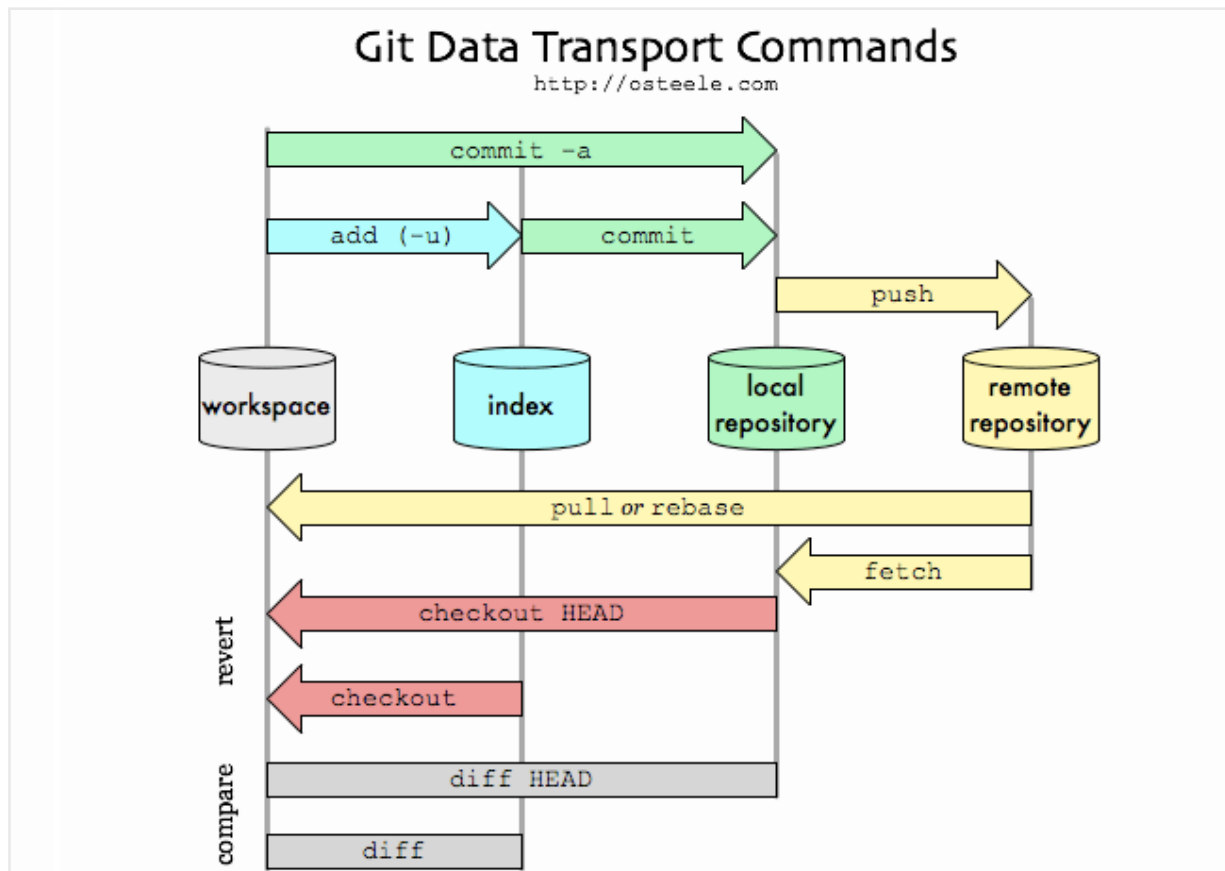 Git Data Transport Commands
http://osteele.com
commit -a
add (-u)
commit
push
workspace
index
local
repository
remote
repository
pull or rebase
fetch
revert
checkout HEAD
checkout
compare
diff HEAD
diff